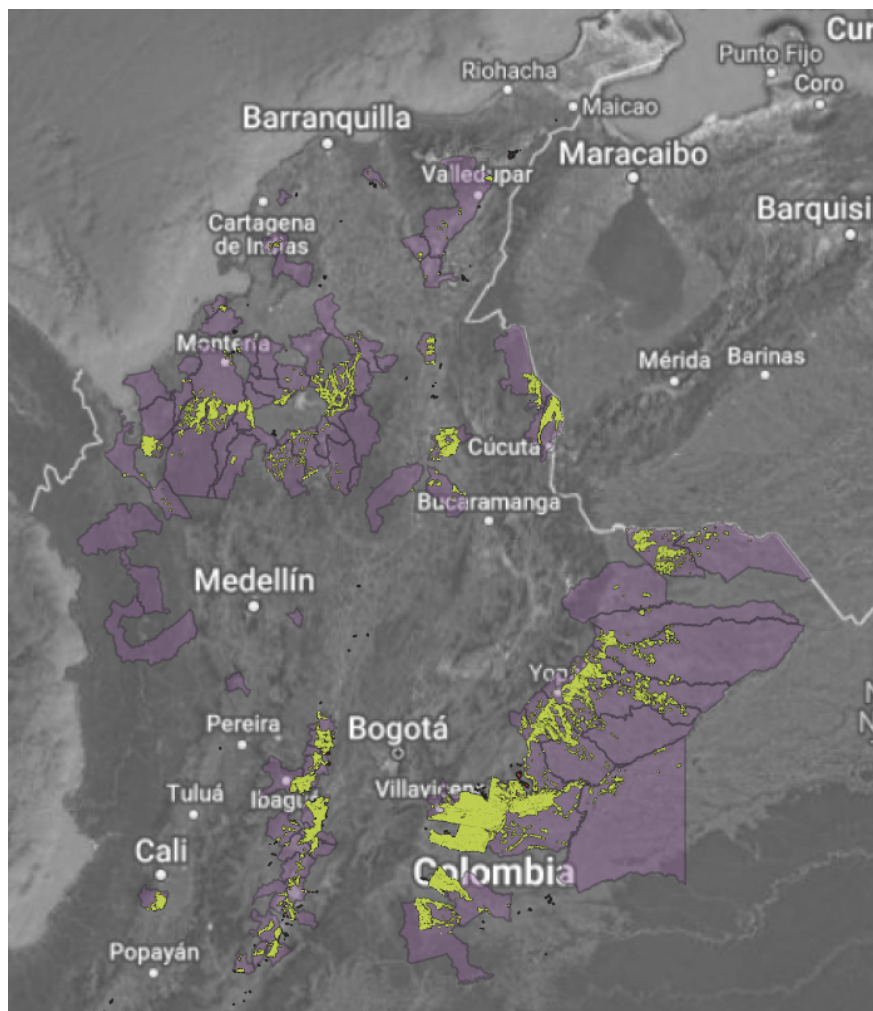 Cur
Punto Fijo
Riohacha
Coro
Maicao
Barranquilla
Maracaibo
Valledupar
Barquisi
Cartagena
de Indias
Montería
Mérida
Barinas
Cúcuta
Bucaramanga
Medellín
Yop
N
N
Pereira
Bogotá
Tuluá
Ibagué
Villavicen
Cali
Colombia
Popayán